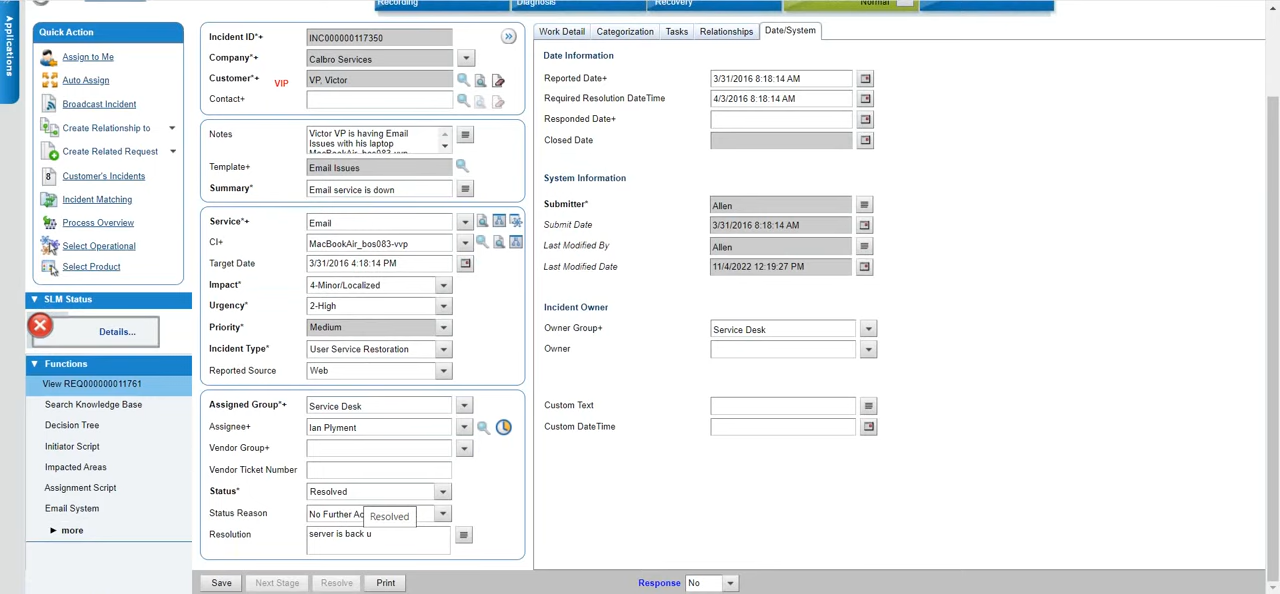 Recording Diagnosis Recovery Normal
Applications
Quick Action
Assign to Me
Auto Assign
Broadcast Incident
Create Relationship to
Create Related Request
Customer's Incidents
Incident Matching
Process Overview
Select Operational
Select Product
SLM Status
Details...
Functions
View REQ000000011761
Search Knowledge Base
Decision Tree
Initiator Script
Impacted Areas
Assignment Script
Email System
more
Incident ID*+ INC000000117350
Company*+ Calbro Services
Customer*+ VIP VP, Victor
Contact+
Notes Victor VP is having Email
Issues with his laptop
MacBookAir_bos083-vvp
Template+ Email Issues
Summary* Email service is down
Service*+ Email
CI+ MacBookAir_bos083-vvp
Target Date 3/31/2016 4:18:14 PM
Impact* 4-Minor/Localized
Urgency* 2-High
Priority* Medium
Incident Type* User Service Restoration
Reported Source Web
Assigned Group*+ Service Desk
Assignee+ Ian Plyment
Vendor Group+
Vendor Ticket Number
Status* Resolved
Status Reason No Further Ac
Resolved
Resolution server is back u
Work Detail Categorization Tasks Relationships Date/System
Date Information
Reported Date+ 3/31/2016 8:18:14 AM
Required Resolution DateTime 4/3/2016 8:18:14 AM
Responded Date+
Closed Date
System Information
Submitter* Allen
Submit Date 3/31/2016 8:18:14 AM
Last Modified By Allen
Last Modified Date 11/4/2022 12:19:27 PM
Incident Owner
Owner Group+ Service Desk
Owner
Custom Text
Custom DateTime
Save Next Stage Resolve Print Response No